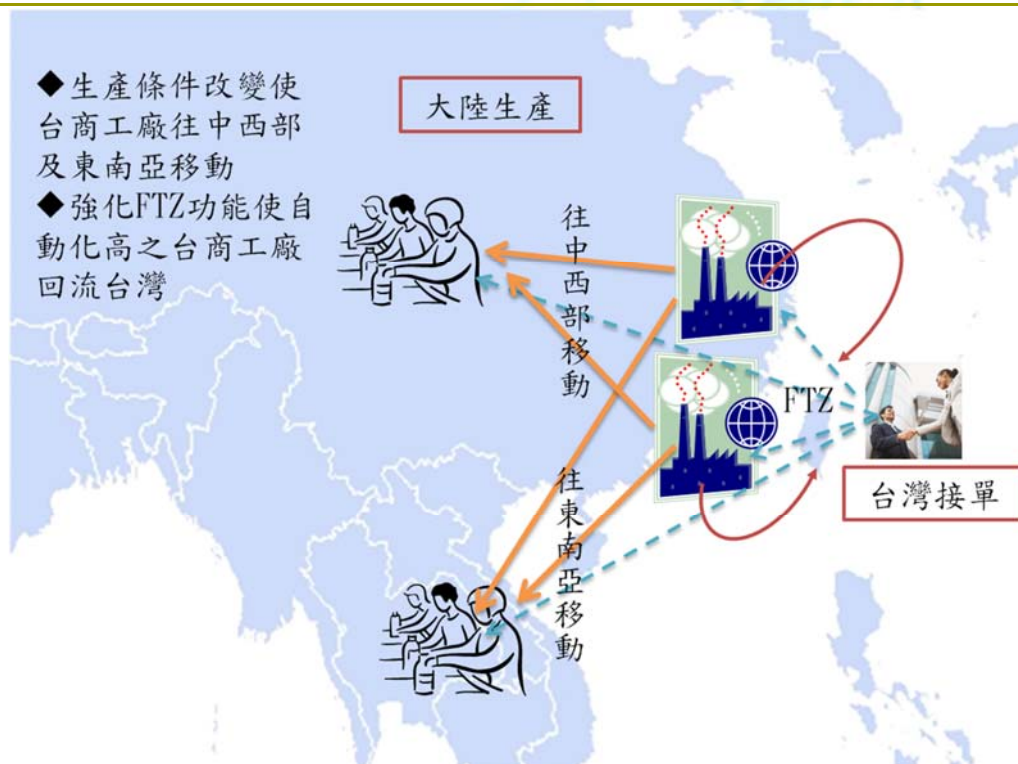 ◆生產條件改變使
台商工廠往中西部
及東南亞移動
◆強化FTZ功能使自
動化高之台商工廠
回流台灣
大陸生產
往中西部移動
FTZ
台灣接單
往東南亞移動